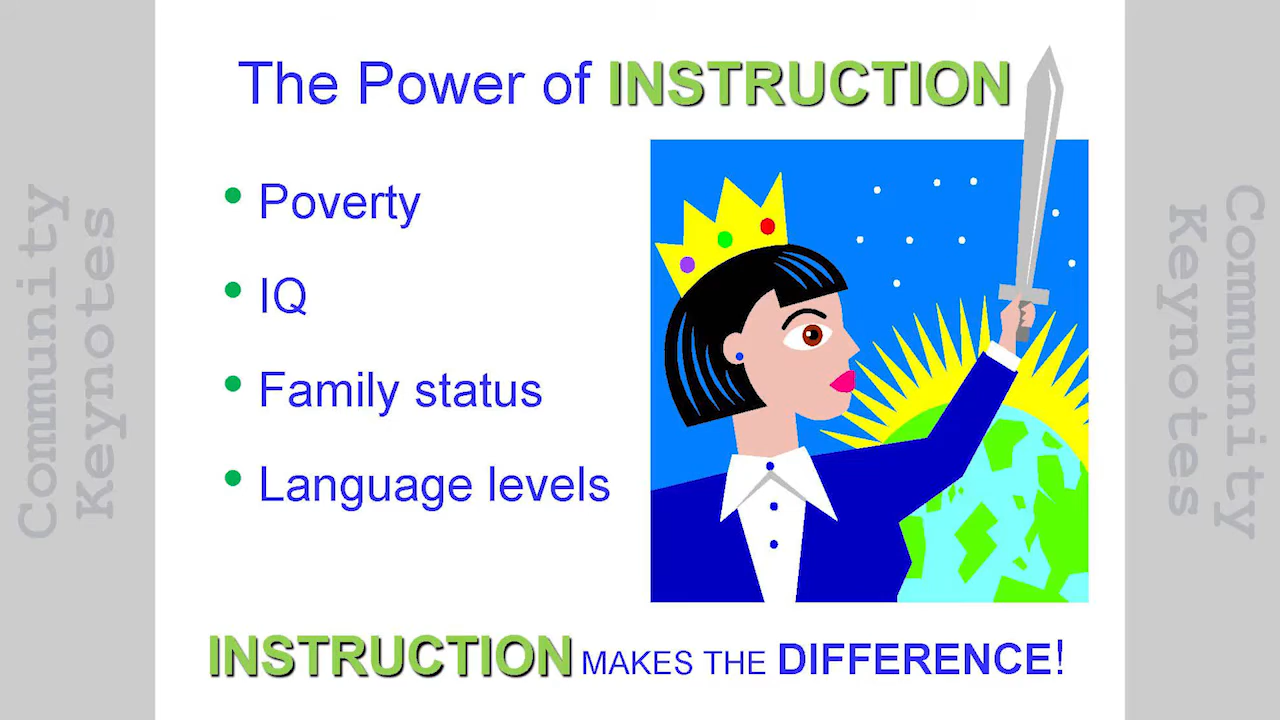 Community
Keynotes
The Power of INSTRUCTION
• Poverty
• IQ
• Family status
• Language levels
INSTRUCTION MAKES THE DIFFERENCE!
Community
Keynotes